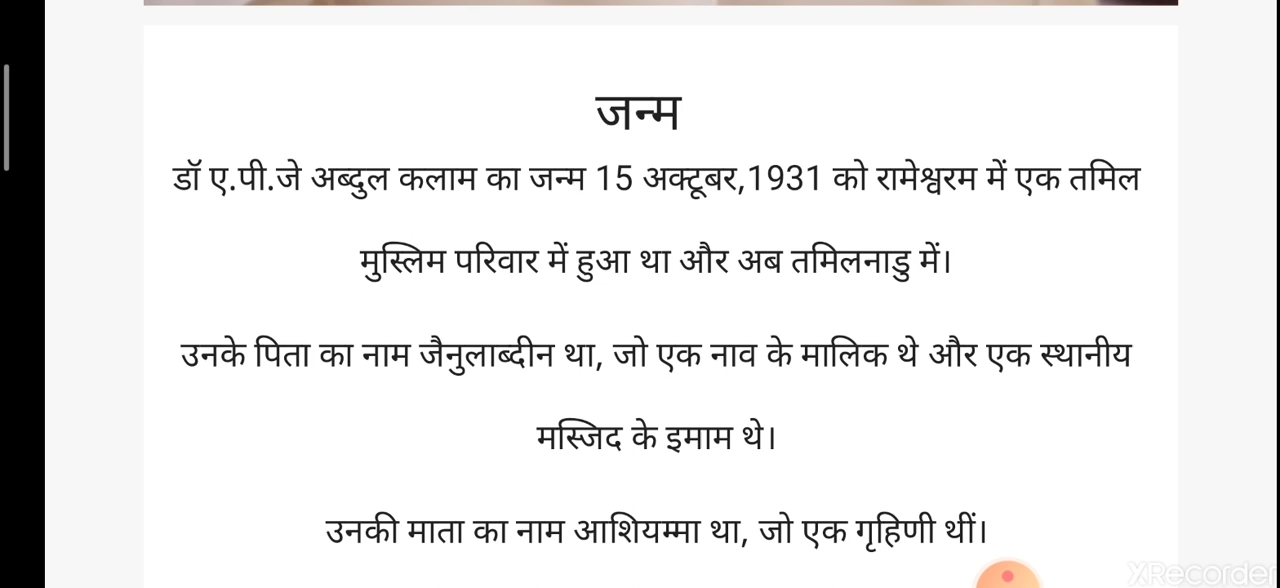 जन्म
डॉ ए.पी.जे अब्दुल कलाम का जन्म 15 अक्टूबर,1931 को रामेश्वरम में एक तमिल
मुस्लिम परिवार में हुआ था और अब तमिलनाडु में।
उनके पिता का नाम जैनुलाब्दीन था, जो एक नाव के मालिक थे और एक स्थानीय
मस्जिद के इमाम थे।
उनकी माता का नाम आशियम्मा था, जो एक गृहिणी थीं।
XRecorder